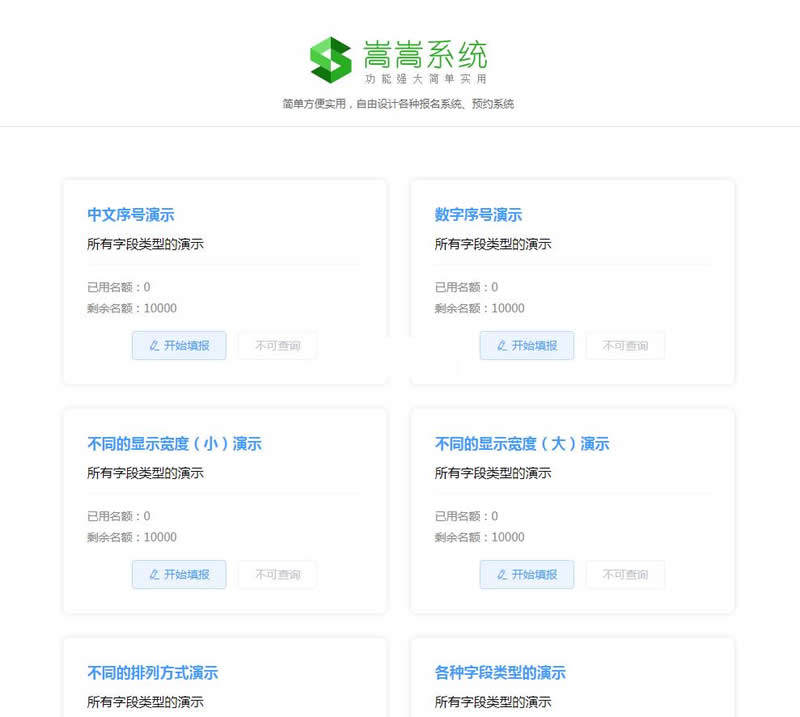 嵩嵩系统
功能强大简单实用
简单方便实用，自由设计各种报名系统、预约系统
中文序号演示
所有字段类型的演示
已用名额：0
剩余名额：10000
开始填报 不可查询
数字序号演示
所有字段类型的演示
已用名额：0
剩余名额：10000
开始填报 不可查询
不同的显示宽度（小）演示
所有字段类型的演示
已用名额：0
剩余名额：10000
开始填报 不可查询
不同的显示宽度（大）演示
所有字段类型的演示
已用名额：0
剩余名额：10000
开始填报 不可查询
不同的排列方式演示
所有字段类型的演示
各种字段类型的演示
所有字段类型的演示